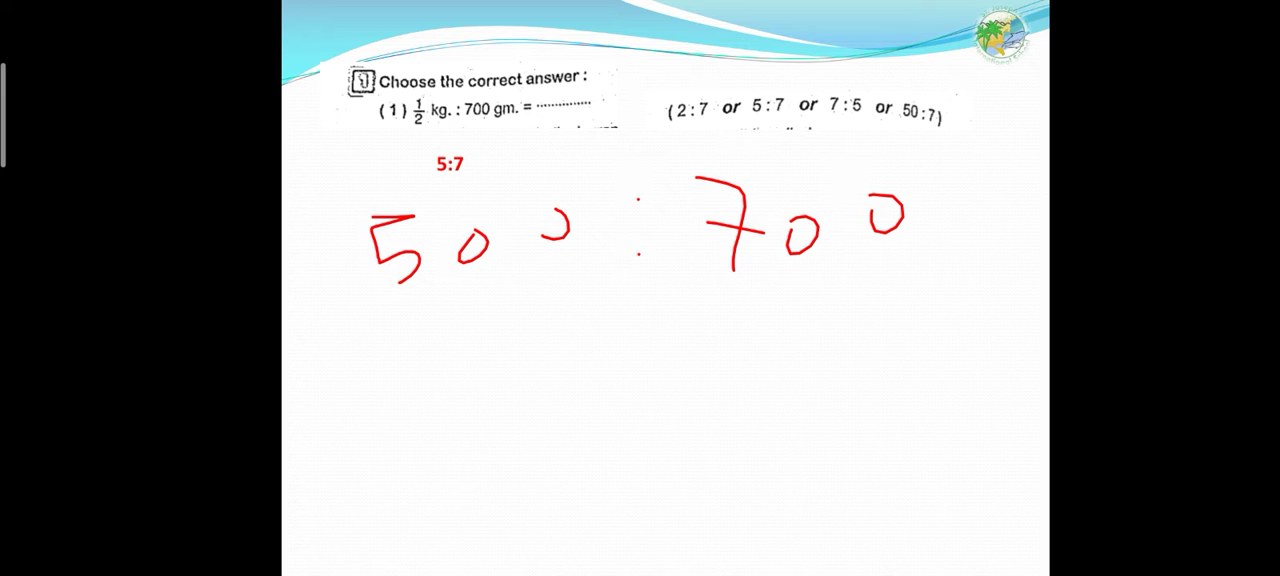 1 Choose the correct answer :
(1) 1/2 kg. : 700 gm. = ............... (2 : 7 or 5 : 7 or 7 : 5 or 50 : 7)
5:7
500 : 700